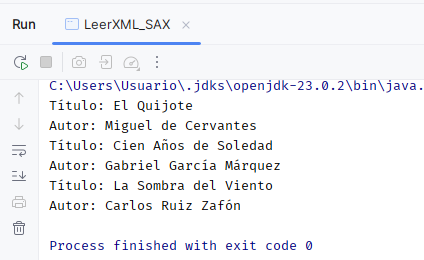 Run LeerXML_SAX
C:\Users\Usuario\.jdks\openjdk-23.0.2\bin\java.
Título: El Quijote
Autor: Miguel de Cervantes
Título: Cien Años de Soledad
Autor: Gabriel García Márquez
Título: La Sombra del Viento
Autor: Carlos Ruiz Zafón
Process finished with exit code 0